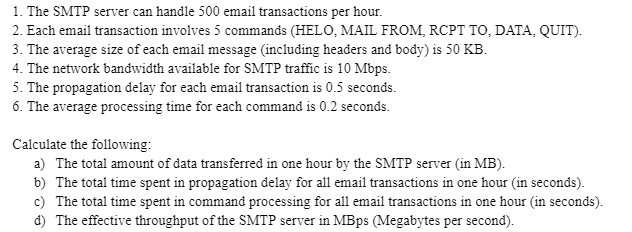 1. The SMTP server can handle 500 email transactions per hour.
2. Each email transaction involves 5 commands (HELO, MAIL FROM, RCPT TO, DATA, QUIT).
3. The average size of each email message (including headers and body) is 50 KB.
4. The network bandwidth available for SMTP traffic is 10 Mbps.
5. The propagation delay for each email transaction is 0.5 seconds.
6. The average processing time for each command is 0.2 seconds.
Calculate the following:
a) The total amount of data transferred in one hour by the SMTP server (in MB).
b) The total time spent in propagation delay for all email transactions in one hour (in seconds).
c) The total time spent in command processing for all email transactions in one hour (in seconds).
d) The effective throughput of the SMTP server in MBps (Megabytes per second).